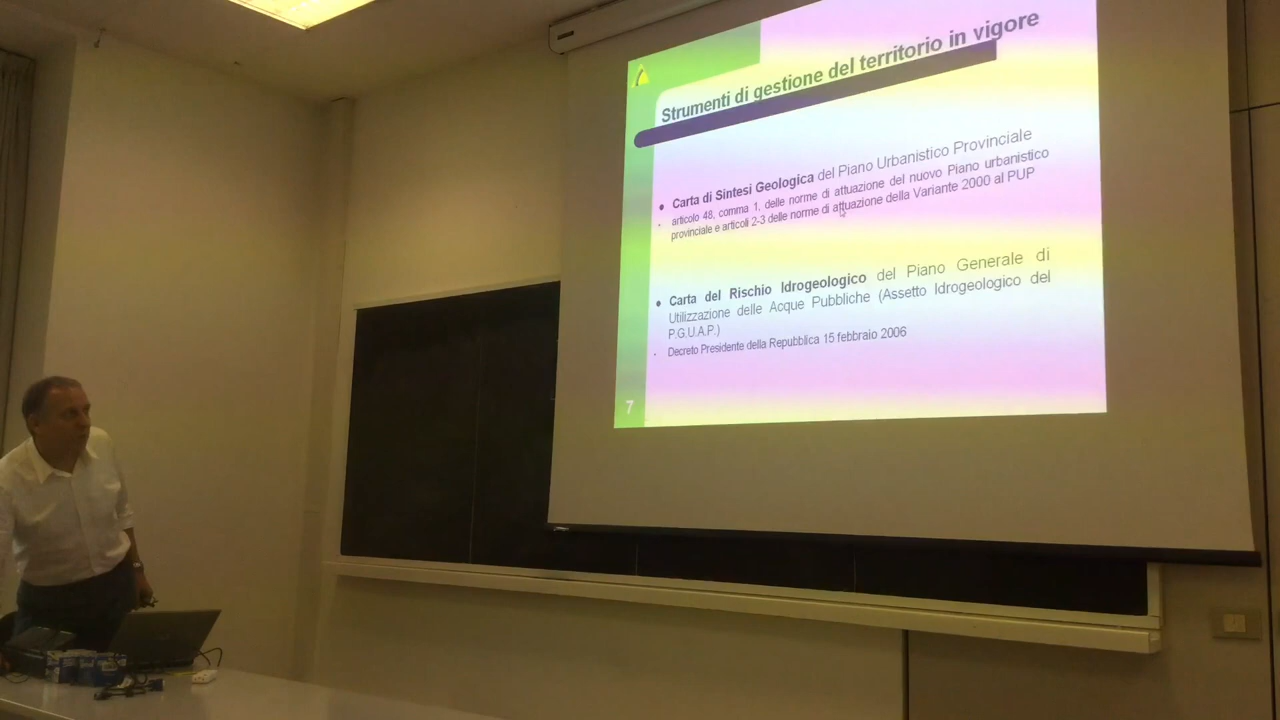 Strumenti di gestione del territorio in vigore
• Carta di Sintesi Geologica del Piano Urbanistico Provinciale
• articolo 48, comma 1, delle norme di attuazione del nuovo Piano urbanistico
provinciale e articoli 2-3 delle norme di attuazione della Variante 2000 al PUP
• Carta del Rischio Idrogeologico del Piano Generale di
Utilizzazione delle Acque Pubbliche (Assetto Idrogeologico del
P.G.U.A.P.)
• Decreto Presidente della Repubblica 15 febbraio 2006
7